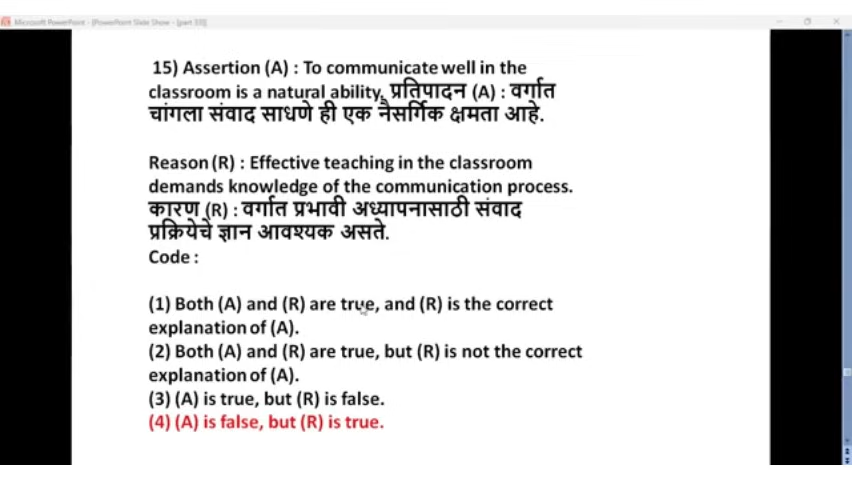 Microsoft PowerPoint - [PowerPoint Slide Show - [part 33]]
15) Assertion (A) : To communicate well in the
classroom is a natural ability, प्रतिपादन (A) : वर्गात
चांगला संवाद साधणे ही एक नैसर्गिक क्षमता आहे.
Reason (R) : Effective teaching in the classroom
demands knowledge of the communication process.
कारण (R) : वर्गात प्रभावी अध्यापनासाठी संवाद
प्रक्रियेचे ज्ञान आवश्यक असते.
Code :
(1) Both (A) and (R) are true, and (R) is the correct
explanation of (A).
(2) Both (A) and (R) are true, but (R) is not the correct
explanation of (A).
(3) (A) is true, but (R) is false.
(4) (A) is false, but (R) is true.